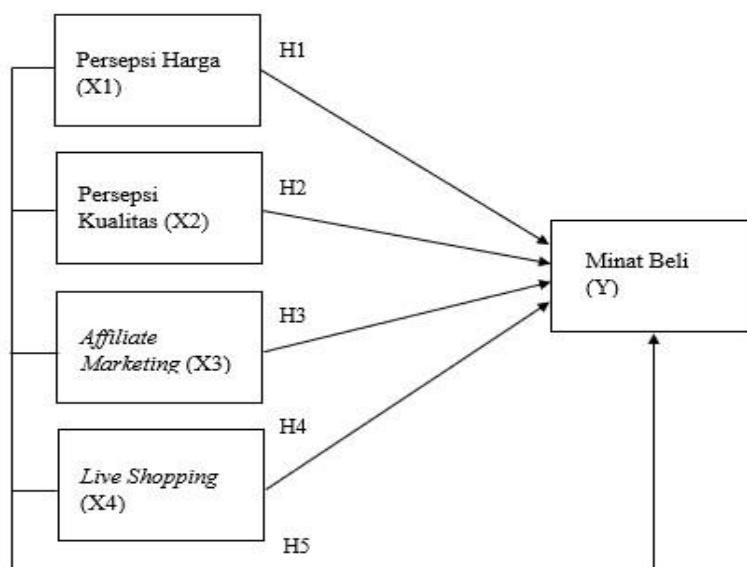 Persepsi Harga
(X1)
H1
Persepsi
Kualitas (X2)
H2
Affiliate
Marketing (X3)
H3
Live Shopping
(X4)
H4
H5
Minat Beli
(Y)